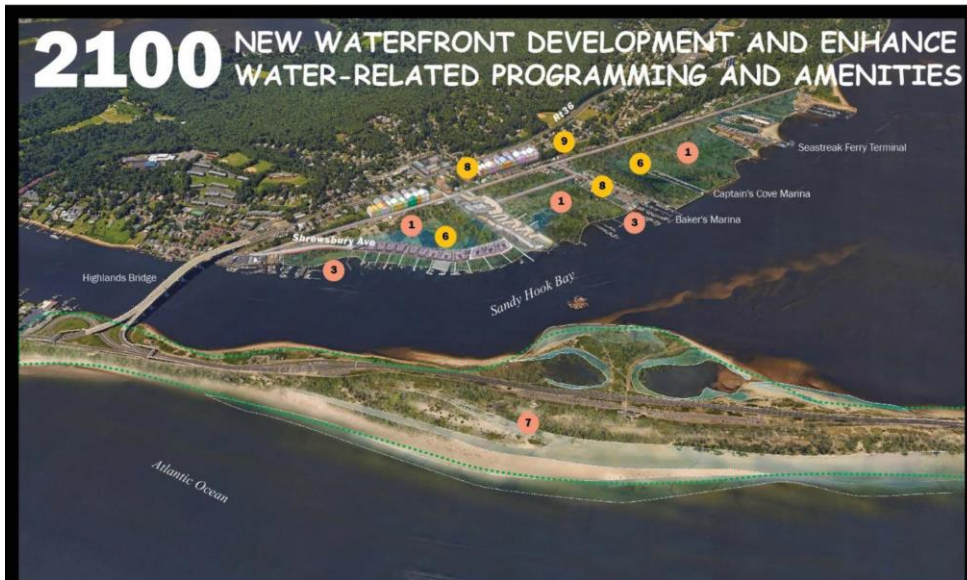 2100 NEW WATERFRONT DEVELOPMENT AND ENHANCE
WATER-RELATED PROGRAMMING AND AMENITIES
Rt36
9
8
1
6
Seastreak Ferry Terminal
8
Captain's Cove Marina
1
3
Baker's Marina
1
6
Shrewsbury Ave
3
Highlands Bridge
Sandy Hook Bay
7
Atlantic Ocean